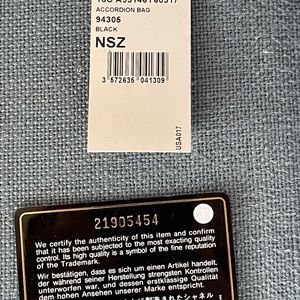 ACCORDION BAG
94305
BLACK
NSZ
3 572635 041309
USA017
21905454
We certify the authenticity of this item and confirm
it has been subjected to the most exacting quality
control. Its high quality is a symbol of the fine reputation
of the Trademark.
Wir bestätigen, dass es sich um einen Artikel handelt,
der während seiner Herstellung strengsten Kontrollen
unterworfen war, und dessen erstklassige Qualität
dem hohen Ansehen unserer Marke entspricht.